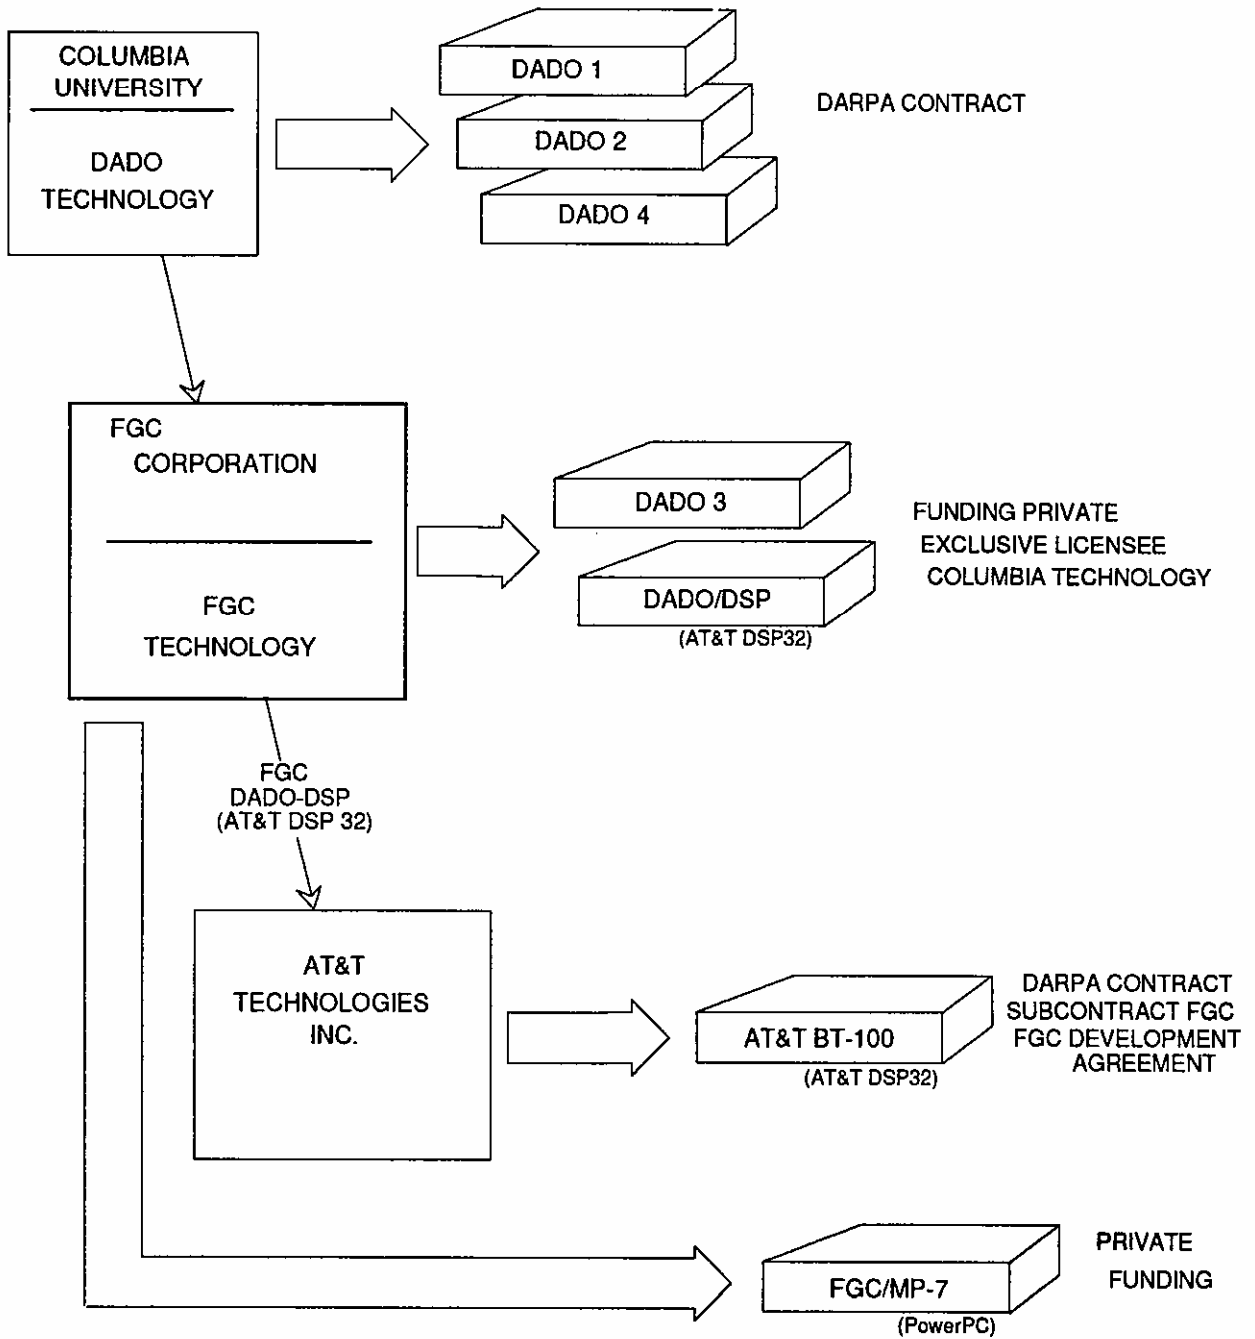 COLUMBIA
UNIVERSITY
DADO
TECHNOLOGY
DADO 1
DADO 2
DADO 4
DARPA CONTRACT
FGC
CORPORATION
FGC
TECHNOLOGY
DADO 3
DADO/DSP
(AT&T DSP32)
FUNDING PRIVATE
EXCLUSIVE LICENSEE
COLUMBIA TECHNOLOGY
FGC
DADO-DSP
(AT&T DSP 32)
AT&T
TECHNOLOGIES
INC.
AT&T BT-100
(AT&T DSP32)
DARPA CONTRACT
SUBCONTRACT FGC
FGC DEVELOPMENT
AGREEMENT
FGC/MP-7
(PowerPC)
PRIVATE
FUNDING